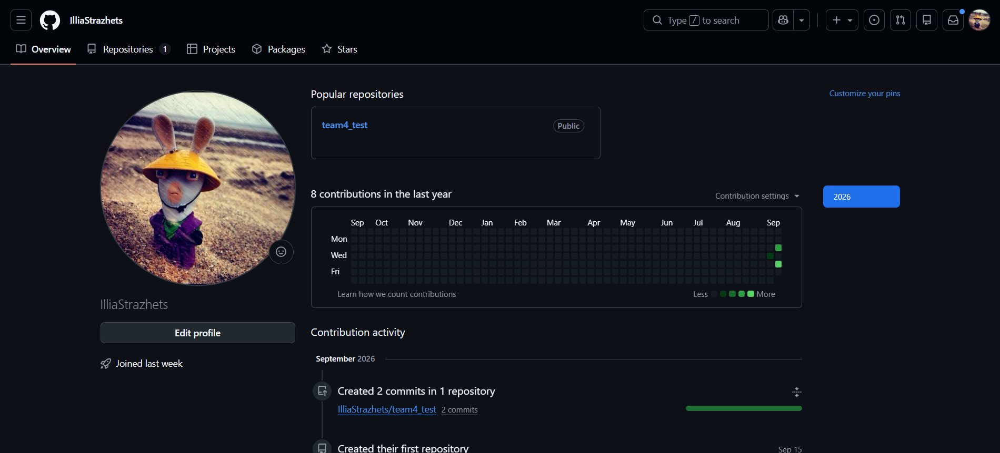 IlliaStrazhets
Type / to search
Overview
Repositories 1
Projects
Packages
Stars
Popular repositories
Customize your pins
team4_test
Public
8 contributions in the last year
Contribution settings
2026
Sep Oct Nov Dec Jan Feb Mar Apr May Jun Jul Aug Sep
Mon
Wed
Fri
Learn how we count contributions
Less More
IlliaStrazhets
Edit profile
Joined last week
Contribution activity
September 2026
Created 2 commits in 1 repository
IlliaStrazhets/team4_test 2 commits
Created their first repository
Sep 15